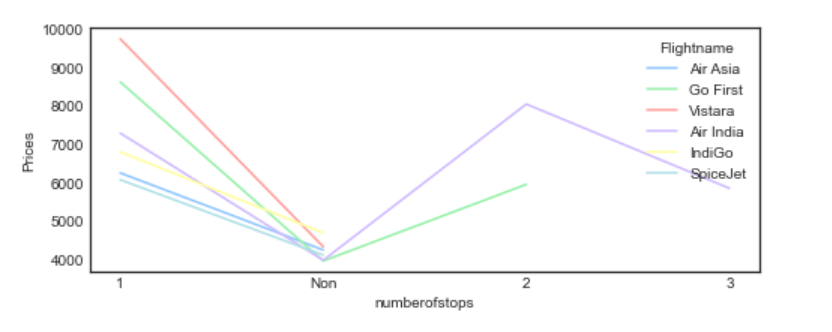 10000
9000
8000
7000
6000
5000
4000
Prices
1 Non 2 3
numberofstops
Flightname
Air Asia
Go First
Vistara
Air India
IndiGo
SpiceJet